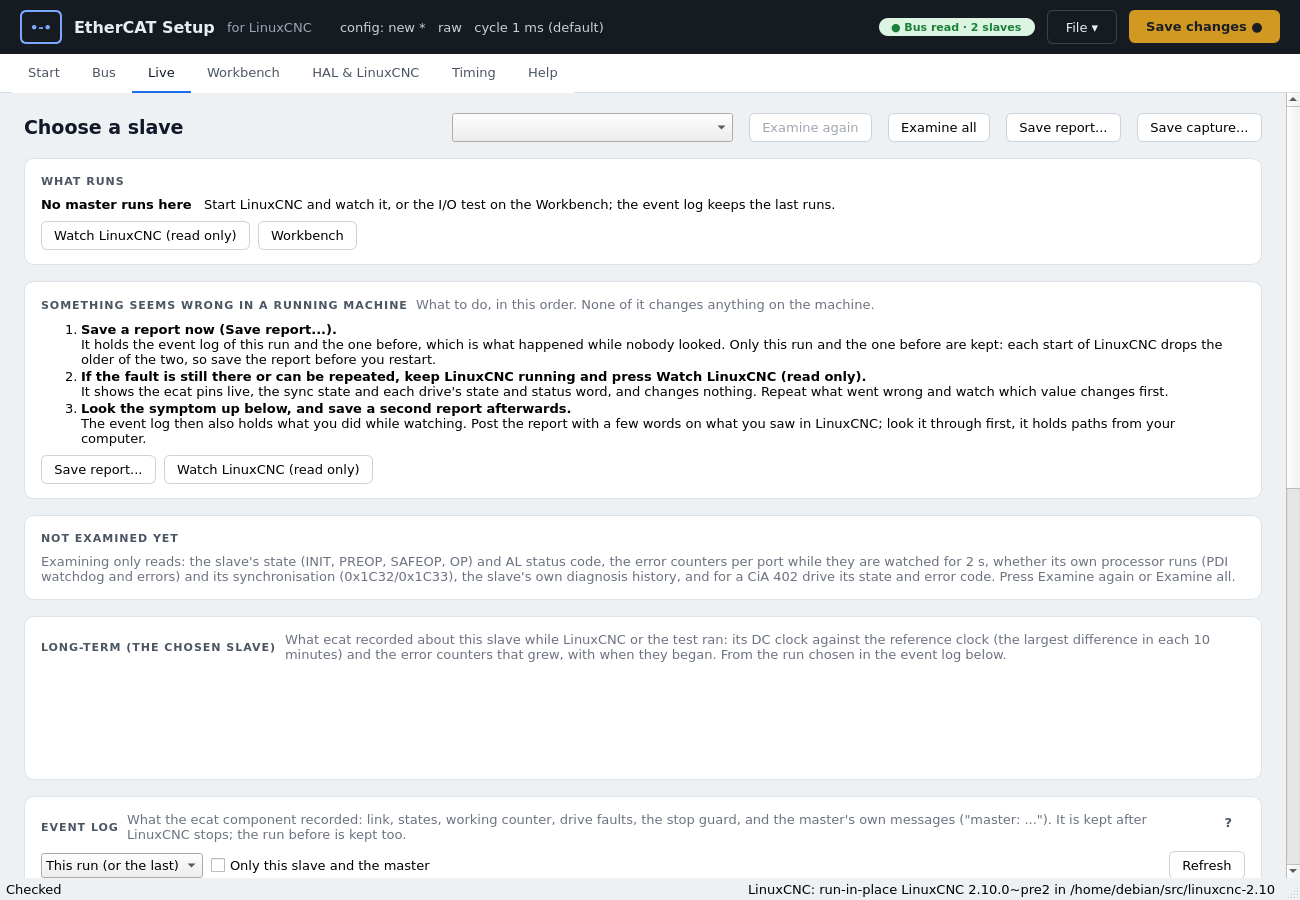 EtherCAT Setup for LinuxCNC config: new * raw cycle 1 ms (default) ● Bus read · 2 slaves File ▾ Save changes ●
Start Bus Live Workbench HAL & LinuxCNC Timing Help
Choose a slave Examine again Examine all Save report... Save capture...
WHAT RUNS
No master runs here Start LinuxCNC and watch it, or the I/O test on the Workbench; the event log keeps the last runs.
Watch LinuxCNC (read only) Workbench
SOMETHING SEEMS WRONG IN A RUNNING MACHINE What to do, in this order. None of it changes anything on the machine.
1. Save a report now (Save report...).
It holds the event log of this run and the one before, which is what happened while nobody looked. Only this run and the one before are kept: each start of LinuxCNC drops the
older of the two, so save the report before you restart.
2. If the fault is still there or can be repeated, keep LinuxCNC running and press Watch LinuxCNC (read only).
It shows the ecat pins live, the sync state and each drive's state and status word, and changes nothing. Repeat what went wrong and watch which value changes first.
3. Look the symptom up below, and save a second report afterwards.
The event log then also holds what you did while watching. Post the report with a few words on what you saw in LinuxCNC; look it through first, it holds paths from your
computer.
Save report... Watch LinuxCNC (read only)
NOT EXAMINED YET
Examining only reads: the slave's state (INIT, PREOP, SAFEOP, OP) and AL status code, the error counters per port while they are watched for 2 s, whether its own processor runs (PDI
watchdog and errors) and its synchronisation (0x1C32/0x1C33), the slave's own diagnosis history, and for a CiA 402 drive its state and error code. Press Examine again or Examine all.
LONG-TERM (THE CHOSEN SLAVE) What ecat recorded about this slave while LinuxCNC or the test ran: its DC clock against the reference clock (the largest difference in each 10
minutes) and the error counters that grew, with when they began. From the run chosen in the event log below.
EVENT LOG What the ecat component recorded: link, states, working counter, drive faults, the stop guard, and the master's own messages ("master: ..."). It is kept after
LinuxCNC stops; the run before is kept too.
?
This run (or the last) Only this slave and the master Refresh
Checked LinuxCNC: run-in-place LinuxCNC 2.10.0~pre2 in /home/debian/src/linuxcnc-2.10